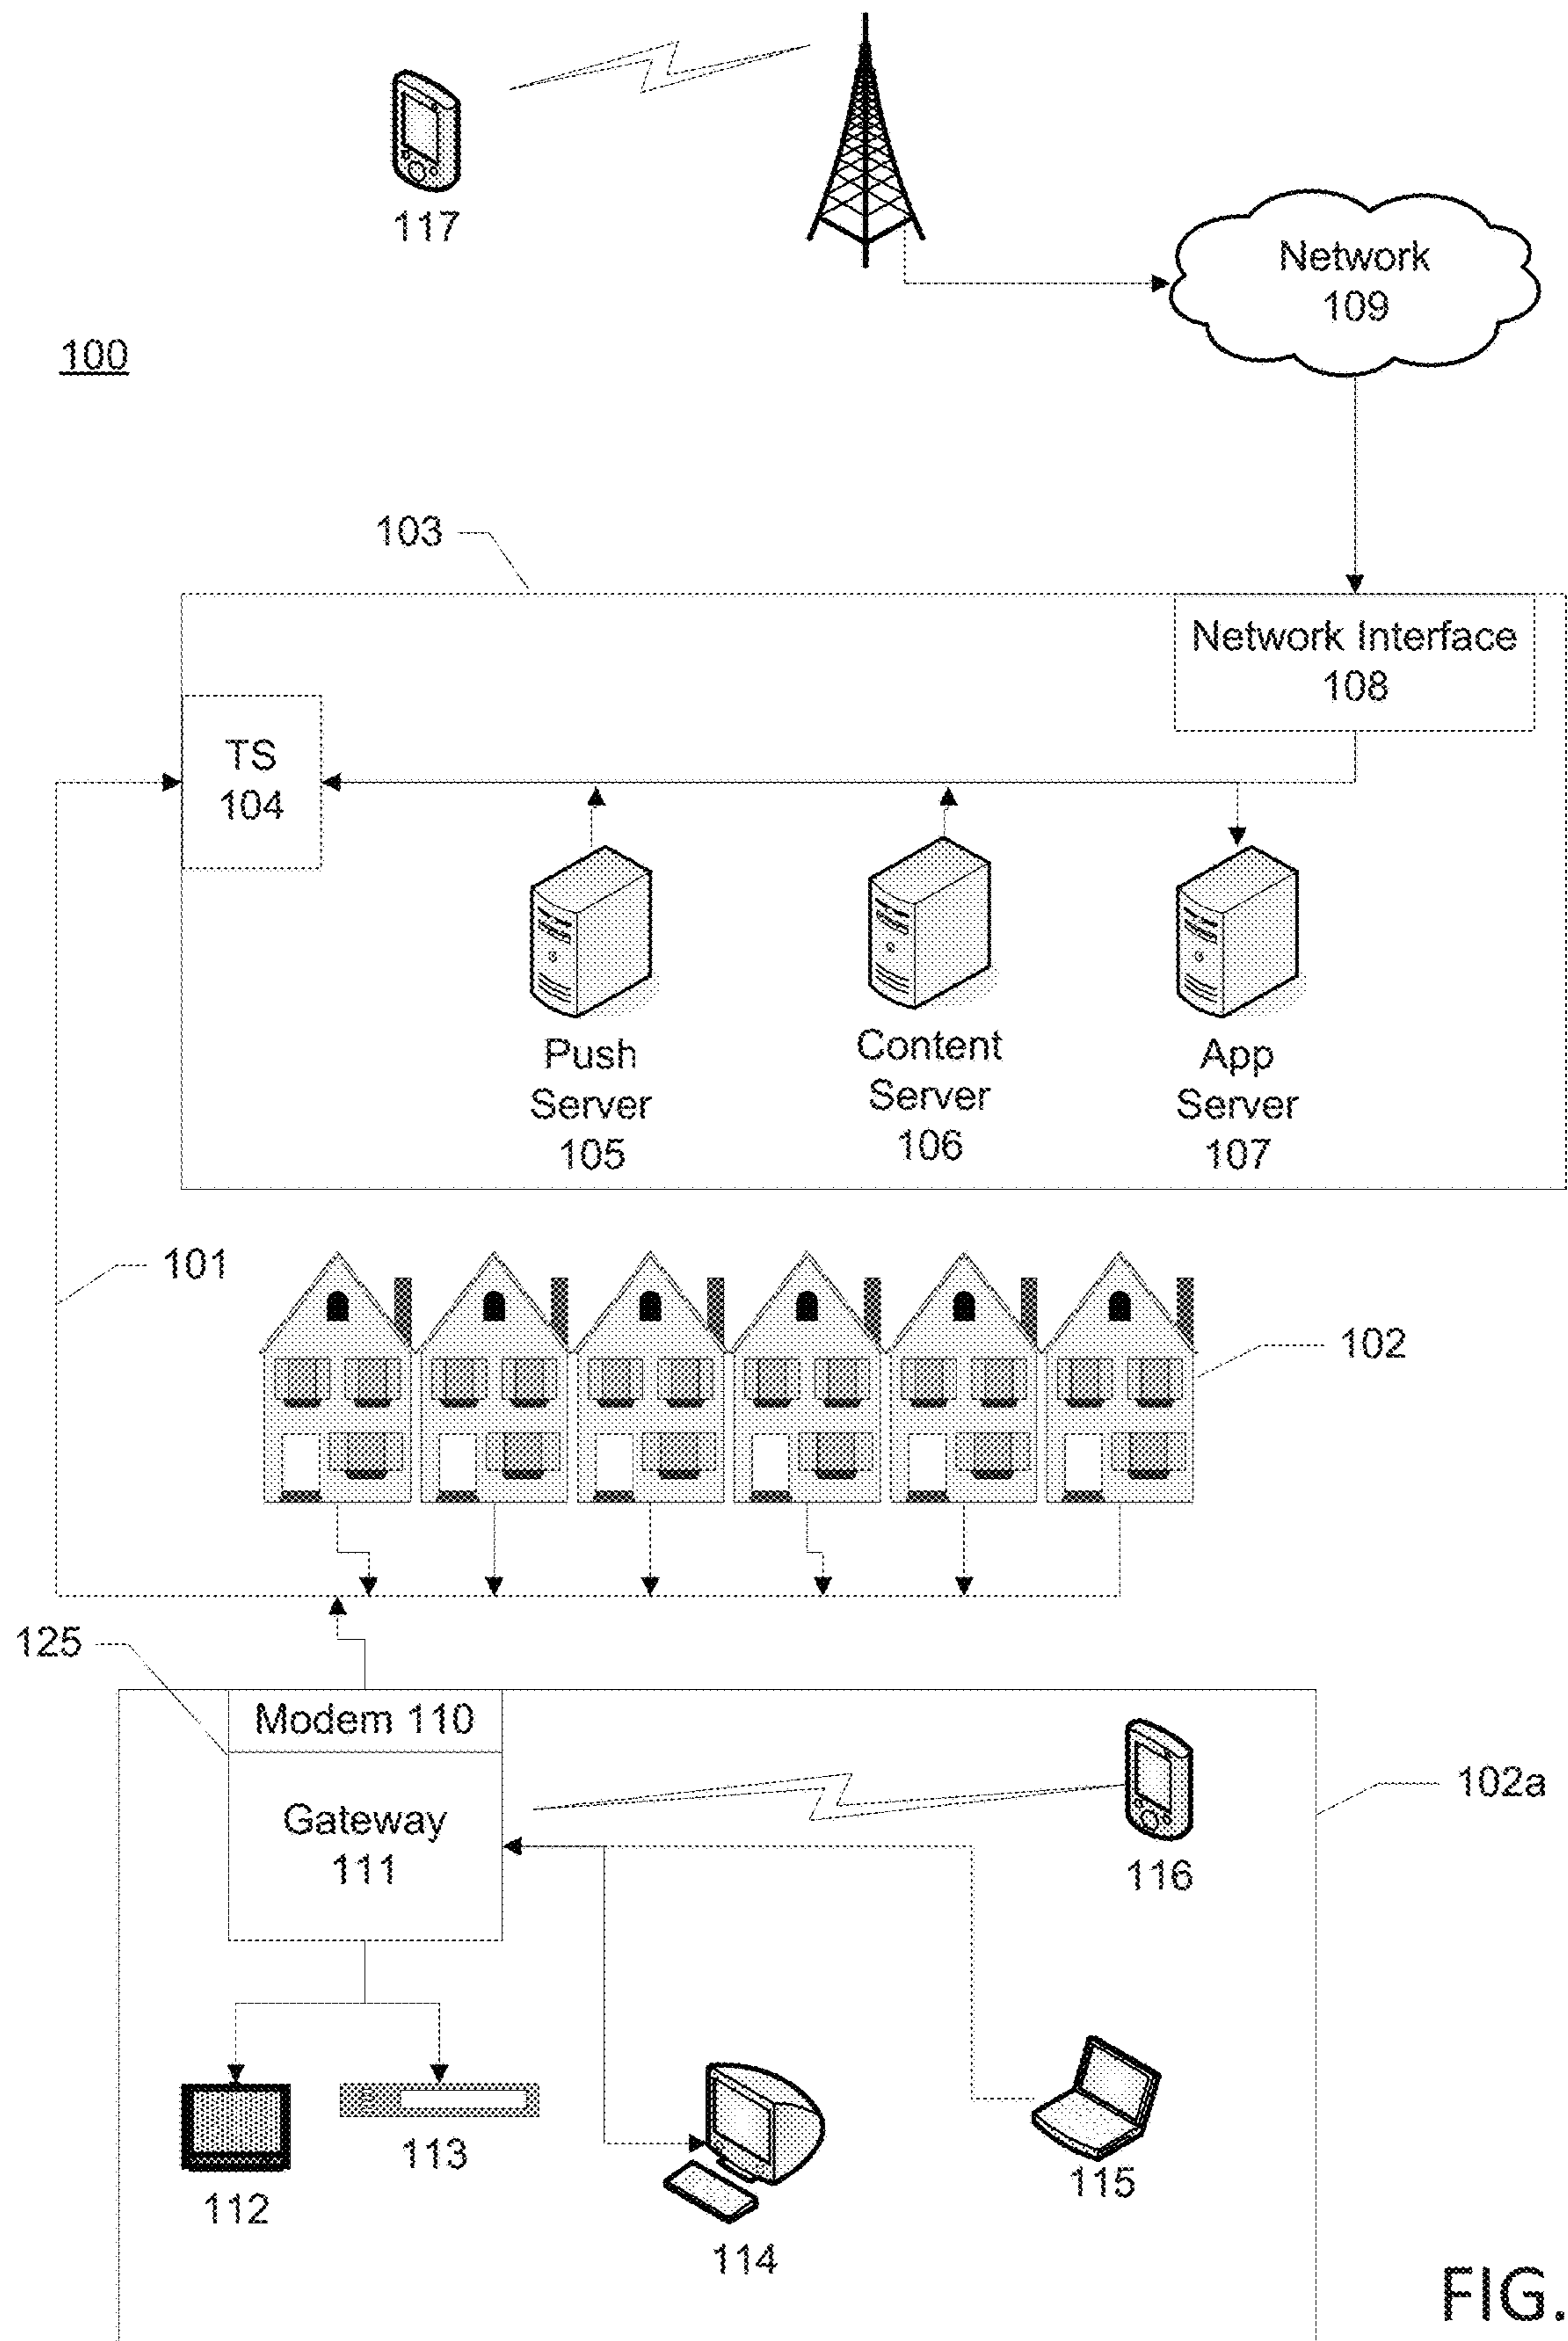 117
Network
109
100
103
Network Interface
108
TS
104
Push
Server
105
Content
Server
106
App
Server
107
101
102
125
Modem 110
Gateway
111
102a
116
112
113
114
115
FIG.